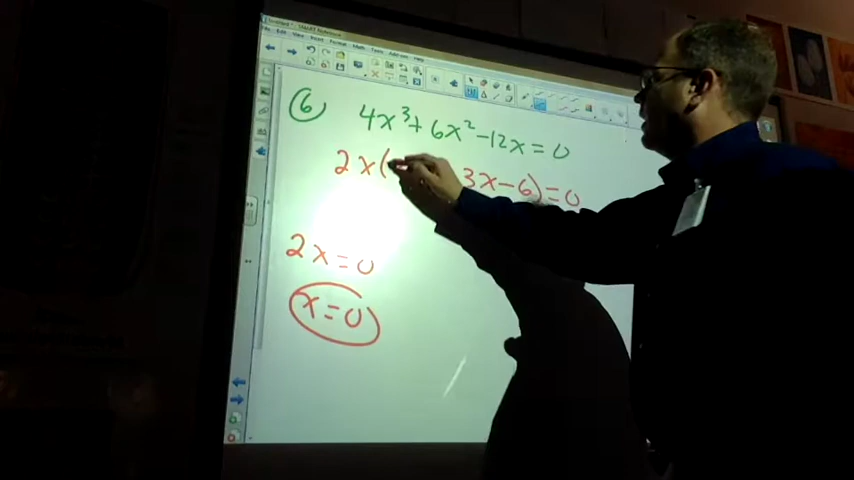 ⑥ 4x³ + 6x² - 12x = 0
2x( 3x - 6) = 0
2x = 0
x = 0